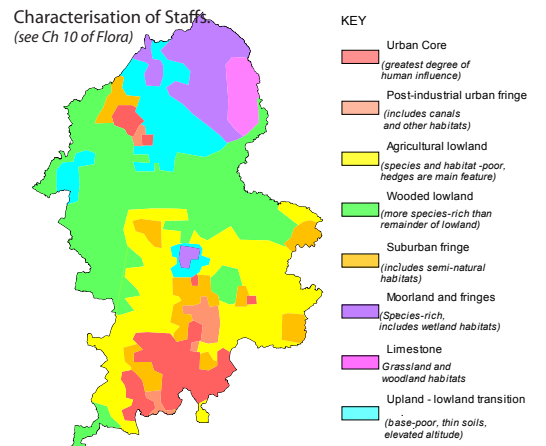 Characterisation of Staffs.
(see Ch 10 of Flora)
KEY
Urban Core
(greatest degree of
human influence)
Post-industrial urban fringe
(includes canals
and other habitats)
Agricultural lowland
(species and habitat -poor,
hedges are main feature)
Wooded lowland
(more species-rich than
remainder of lowland)
Suburban fringe
(includes semi-natural
habitats)
Moorland and fringes
(Species-rich,
includes wetland habitats)
Limestone
Grassland and
woodland habitats
Upland - lowland transition
(base-poor, thin soils,
elevated altitude)